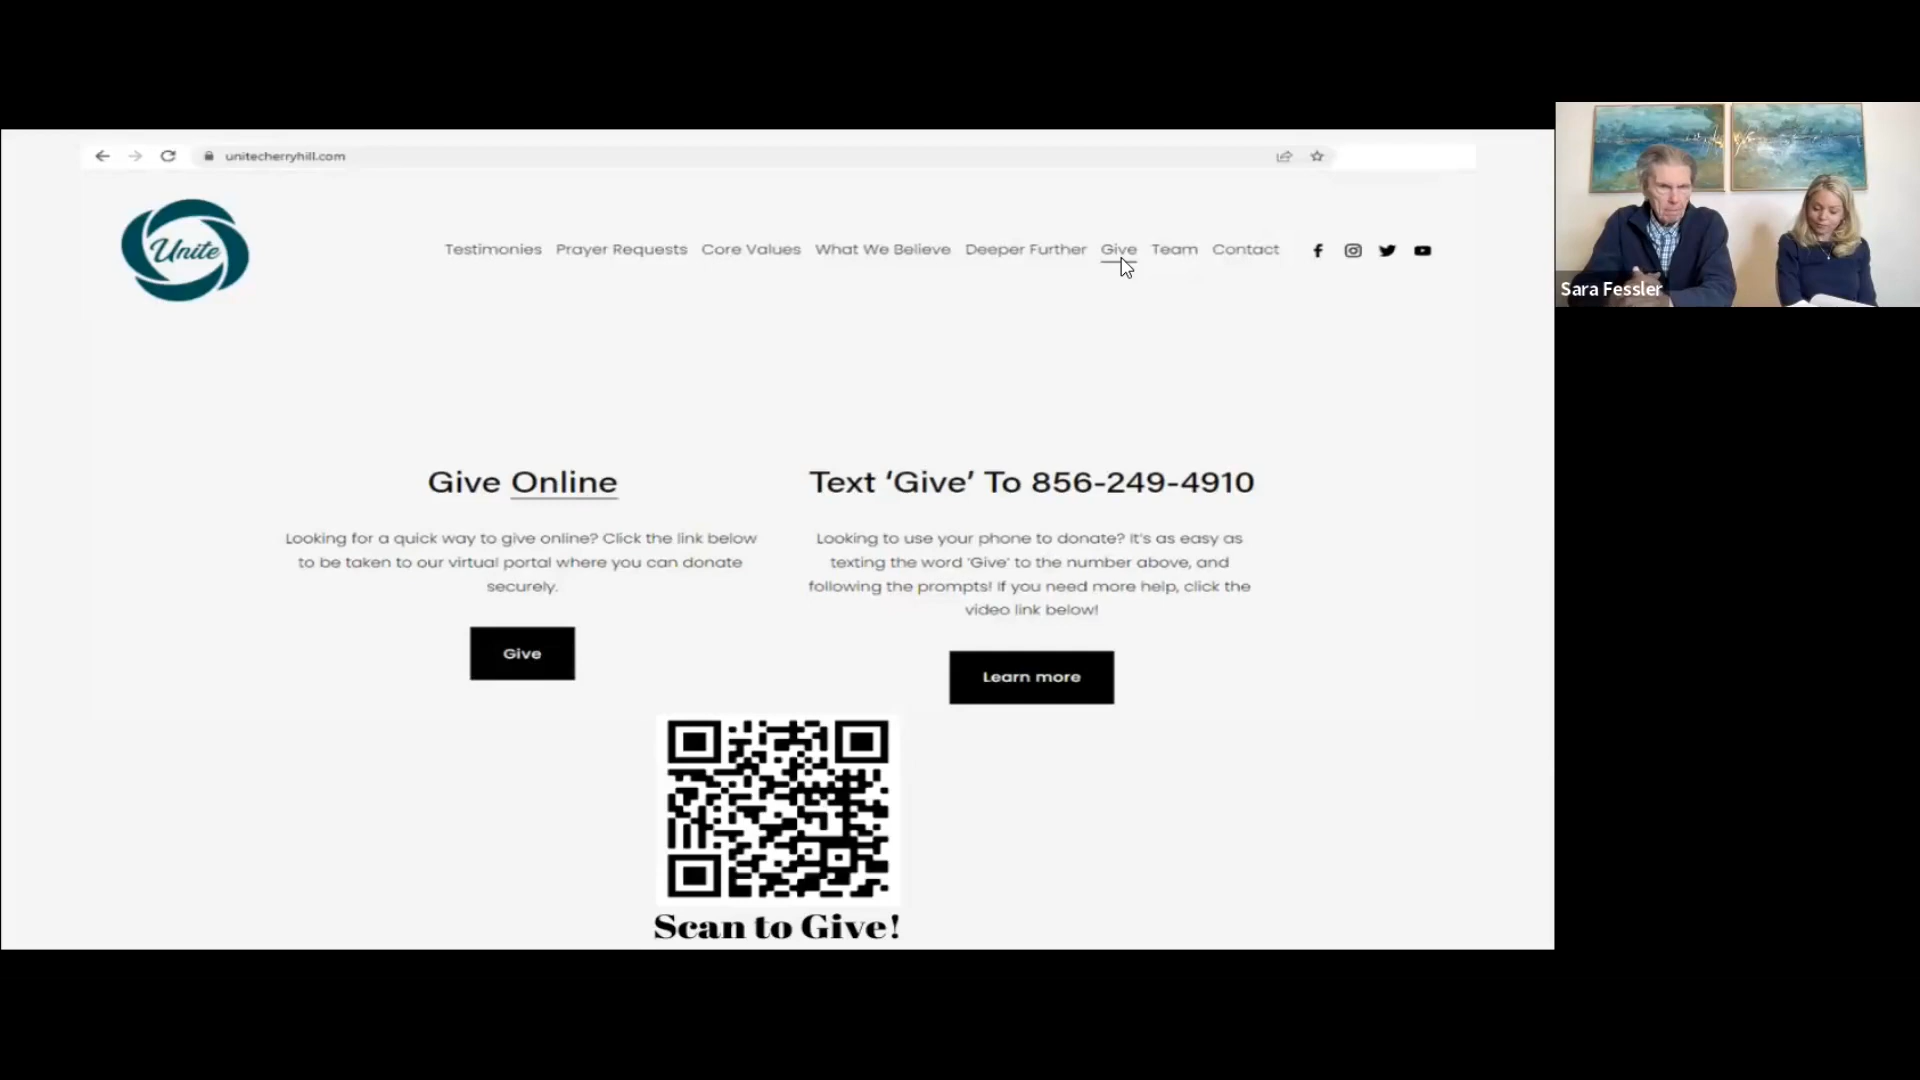 unitecherryhill.com
Unite
Testimonies Prayer Requests Core Values What We Believe Deeper Further Give Team Contact
Sara Fessler
Give Online
Looking for a quick way to give online? Click the link below
to be taken to our virtual portal where you can donate
securely.
Give
Text ‘Give’ To 856-249-4910
Looking to use your phone to donate? It's as easy as
texting the word 'Give' to the number above, and
following the prompts! If you need more help, click the
video link below!
Learn more
Scan to Give!